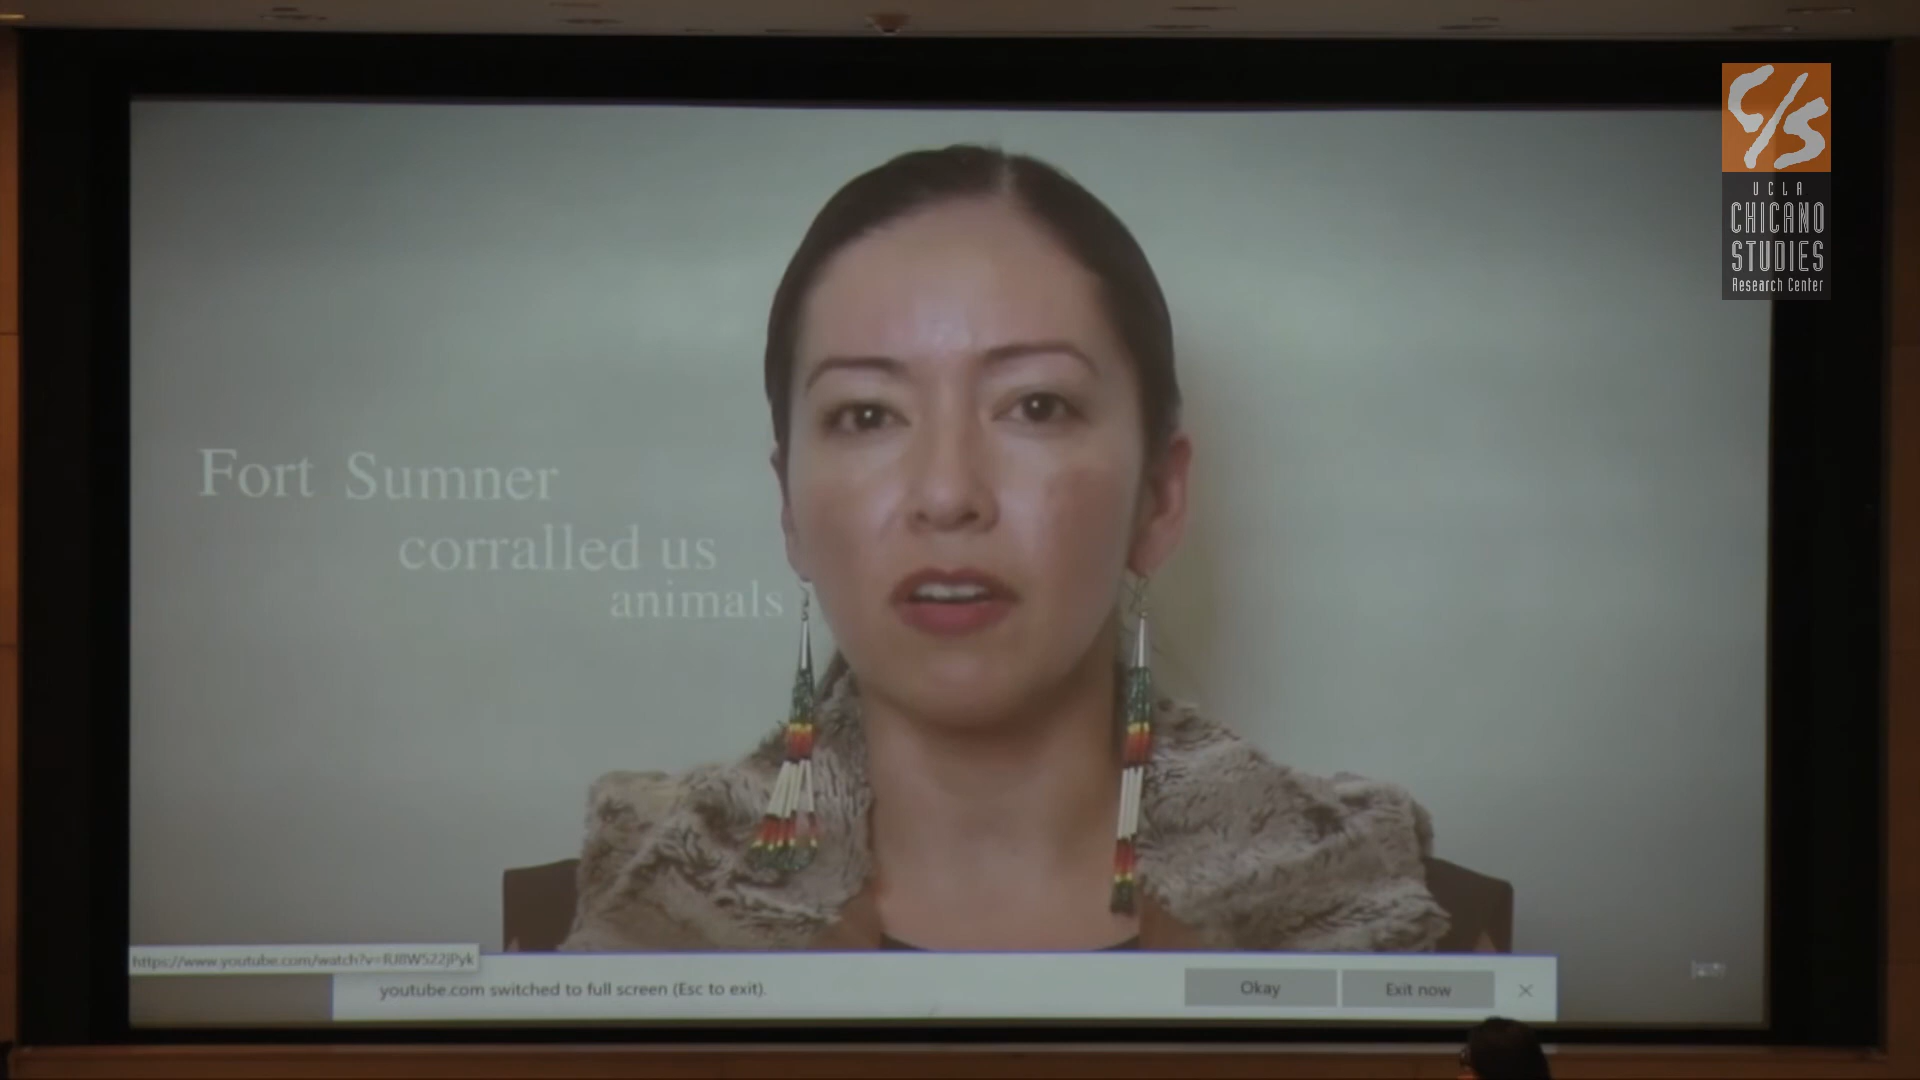 C/S
UCLA
CHICANO
STUDIES
Research Center
Fort Sumner
corralled us
animals
youtube.com switched to full screen (Esc to exit).
Okay
Exit now